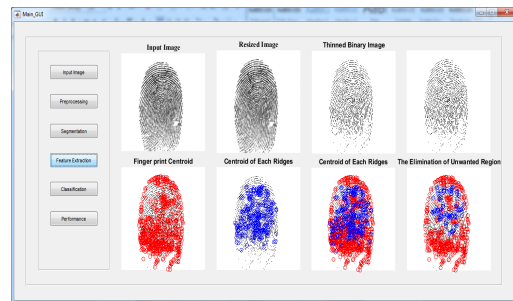 Main_GUI
Input Image
Preprocessing
Segmentation
Feature Extraction
Classification
Performance
Input Image
Resized Image
Thinned Binary Image
Finger print Centroid
Centroid of Each Ridges
Centroid of Each Ridges
The Elimination of Unwanted Region